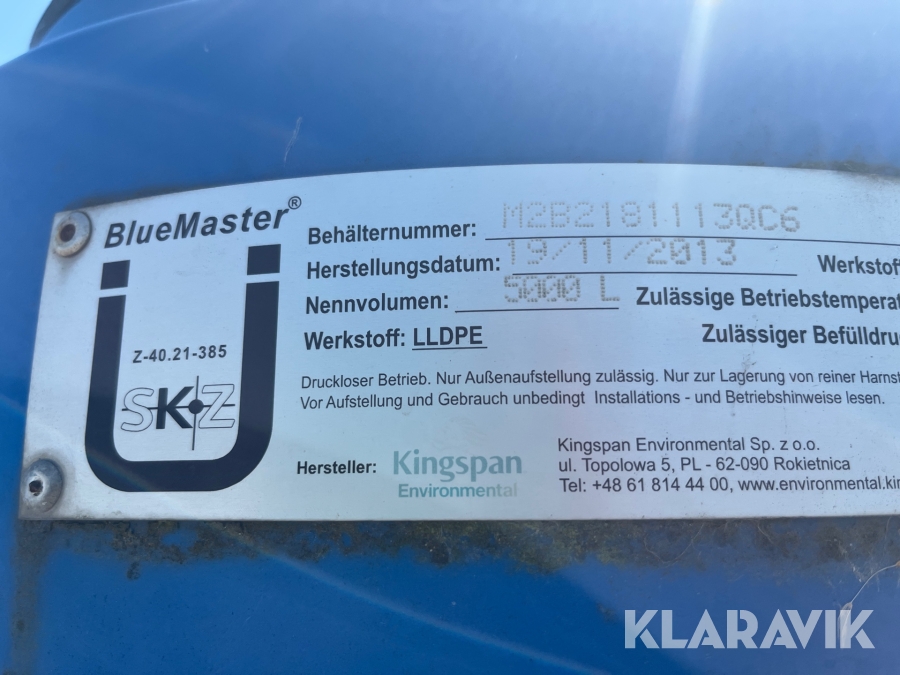 BlueMaster®
Z-40.21-385
SKZ
Behälternummer: M2B2181113QC6
Herstellungsdatum: 19/11/2013 Werkstof
Nennvolumen: 5000 L Zulässige Betriebstemperat
Werkstoff: LLDPE Zulässiger Befülldru
Druckloser Betrieb. Nur Außenaufstellung zulässig. Nur zur Lagerung von reiner Harnst
Vor Aufstellung und Gebrauch unbedingt Installations - und Betriebshinweise lesen.
Hersteller: Kingspan
Environmental
Kingspan Environmental Sp. z o.o.
ul. Topolowa 5, PL - 62-090 Rokietnica
Tel: +48 61 814 44 00, www.environmental.kin
KLARAVIK